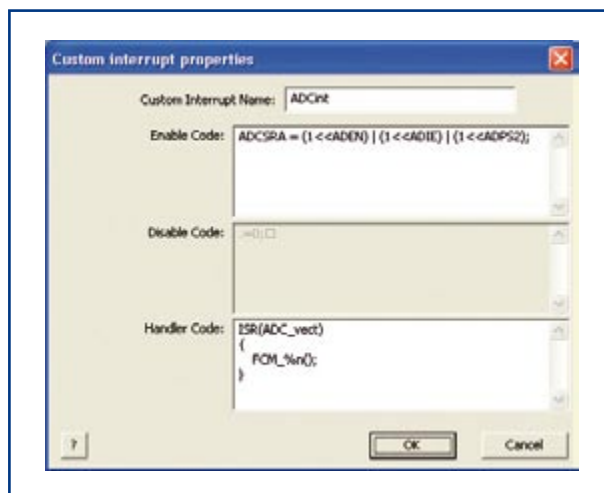 Custom interrupt properties
Custom Interrupt Name: ADCint
Enable Code: ADCSRA = (1<<ADEN) | (1<<ADIE) | (1<<ADPS2);
Disable Code:
Handler Code: ISR(ADC_vect)
{
FCM_%n();
}
? OK Cancel